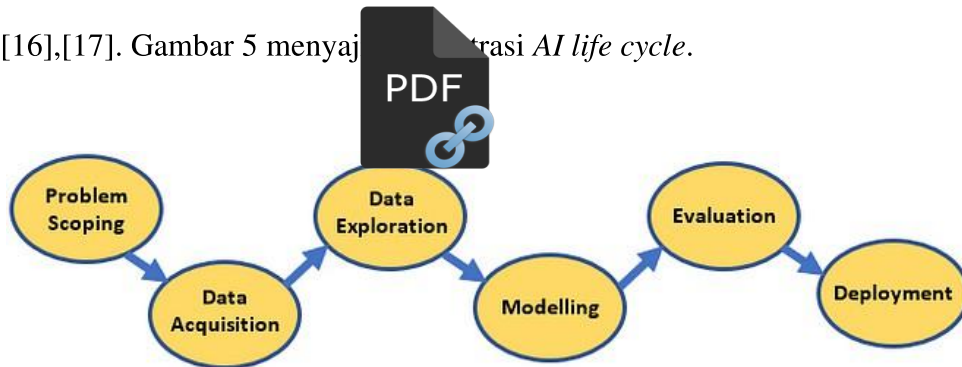 [16],[17]. Gambar 5 menyaj trasi AI life cycle.
PDF
Problem
Scoping
Data
Acquisition
Data
Exploration
Modelling
Evaluation
Deployment